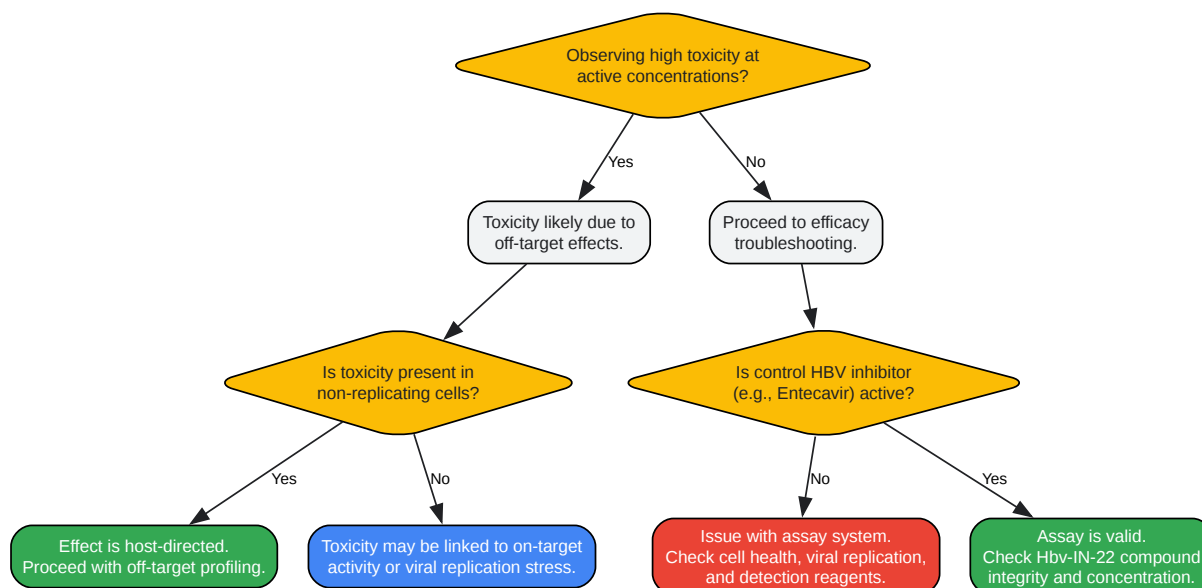 Observing high toxicity at
active concentrations?
Yes
No
Toxicity likely due to
off-target effects.
Proceed to efficacy
troubleshooting.
Is toxicity present in
non-replicating cells?
Is control HBV inhibitor
(e.g., Entecavir) active?
Yes
No
No
Yes
Effect is host-directed.
Proceed with off-target profiling.
Toxicity may be linked to on-target
activity or viral replication stress.
Issue with assay system.
Check cell health, viral replication,
and detection reagents.
Assay is valid.
Check Hbv-IN-22 compound
integrity and concentration.